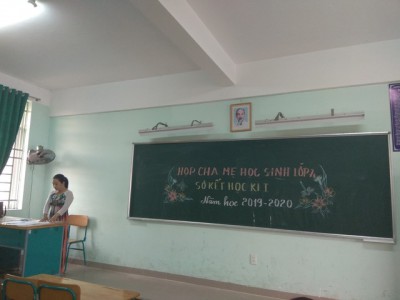 HỌP CHA MẸ HỌC SINH LỚP
SƠ KẾT HỌC KÌ I
Năm học 2019-2020